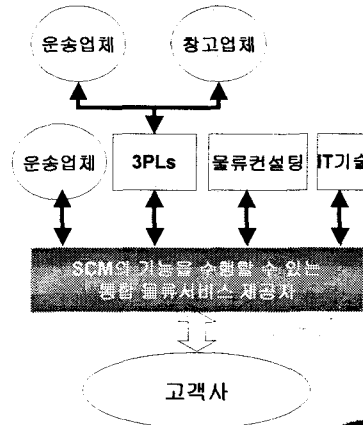 운송업체 창고업체
운송업체 3PLs 물류컨설팅 IT기술
SCM의 기능을 수행할 수 있는
통합 물류서비스 제공자
고객사